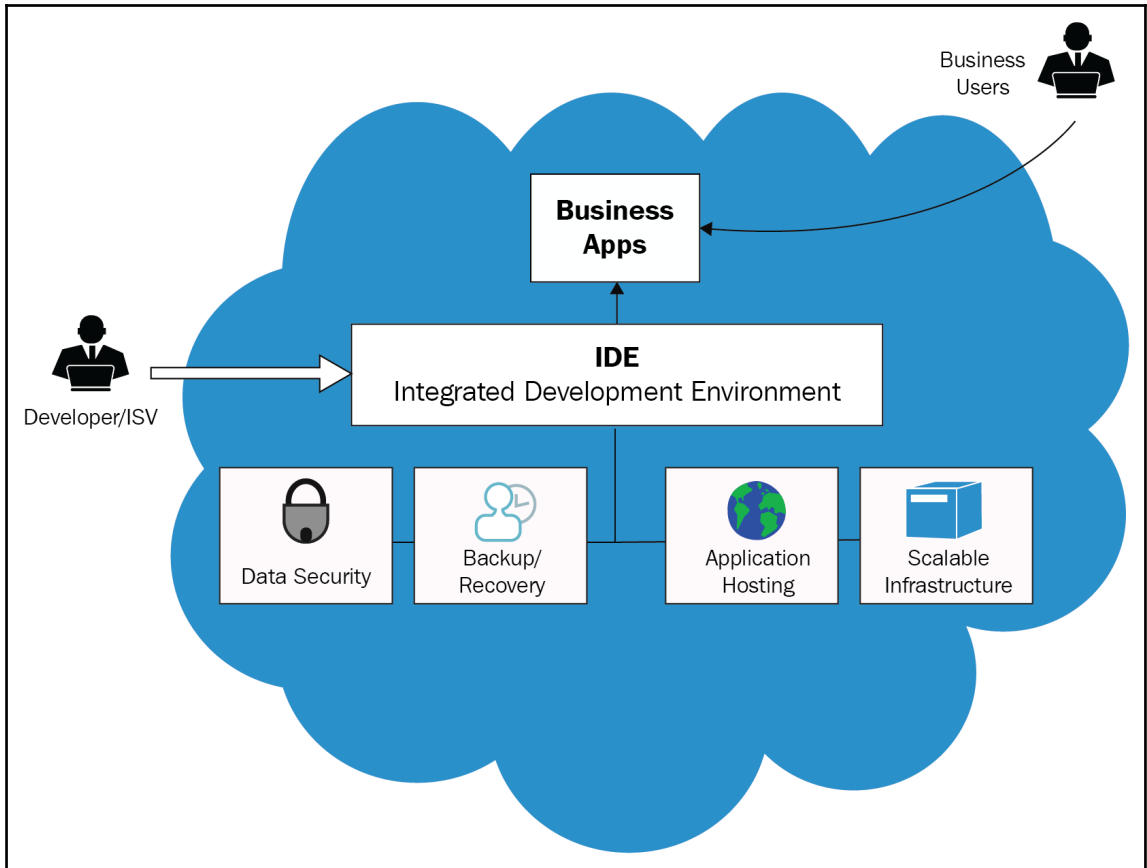 Business
Users
Business
Apps
IDE
Integrated Development Environment
Developer/ISV
Data Security
Backup/
Recovery
Application
Hosting
Scalable
Infrastructure